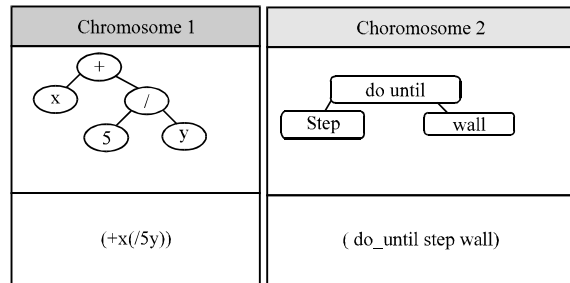 Chromosome 1
Choromosome 2
+
x
/
5
y
do until
Step
wall
(+x(/5y))
( do_until step wall)